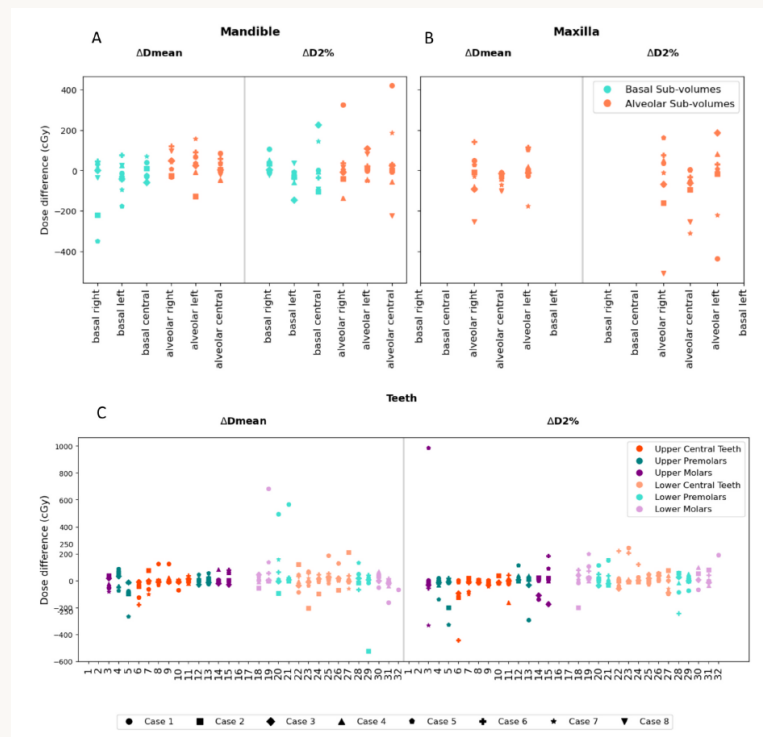 A
Mandible
ΔDmean
ΔD2%
B
Maxilla
ΔDmean
ΔD2%
Dose difference (cGy)
400
200
0
−200
−400
Basal Sub-volumes
Alveolar Sub-volumes
basal right
basal left
basal central
alveolar right
alveolar left
alveolar central
basal right
basal left
basal central
alveolar right
alveolar left
alveolar central
basal right
basal central
alveolar right
alveolar central
alveolar left
basal left
basal right
basal central
alveolar right
alveolar central
alveolar left
basal left
C
Teeth
ΔDmean
ΔD2%
Dose difference (cGy)
1000
800
600
400
250
200
0
−200
−250
−400
−600
Upper Central Teeth
Upper Premolars
Upper Molars
Lower Central Teeth
Lower Premolars
Lower Molars
1 2 3 4 5 6 7 8 9 10 11 12 13 14 15 16 17 18 19 20 21 22 23 24 25 26 27 28 29 30 31 32 1 2 3 4 5 6 7 8 9 10 11 12 13 14 15 16 17 18 19 20 21 22 23 24 25 26 27 28 29 30 31 32
Case 1 Case 2 Case 3 Case 4 Case 5 Case 6 Case 7 Case 8